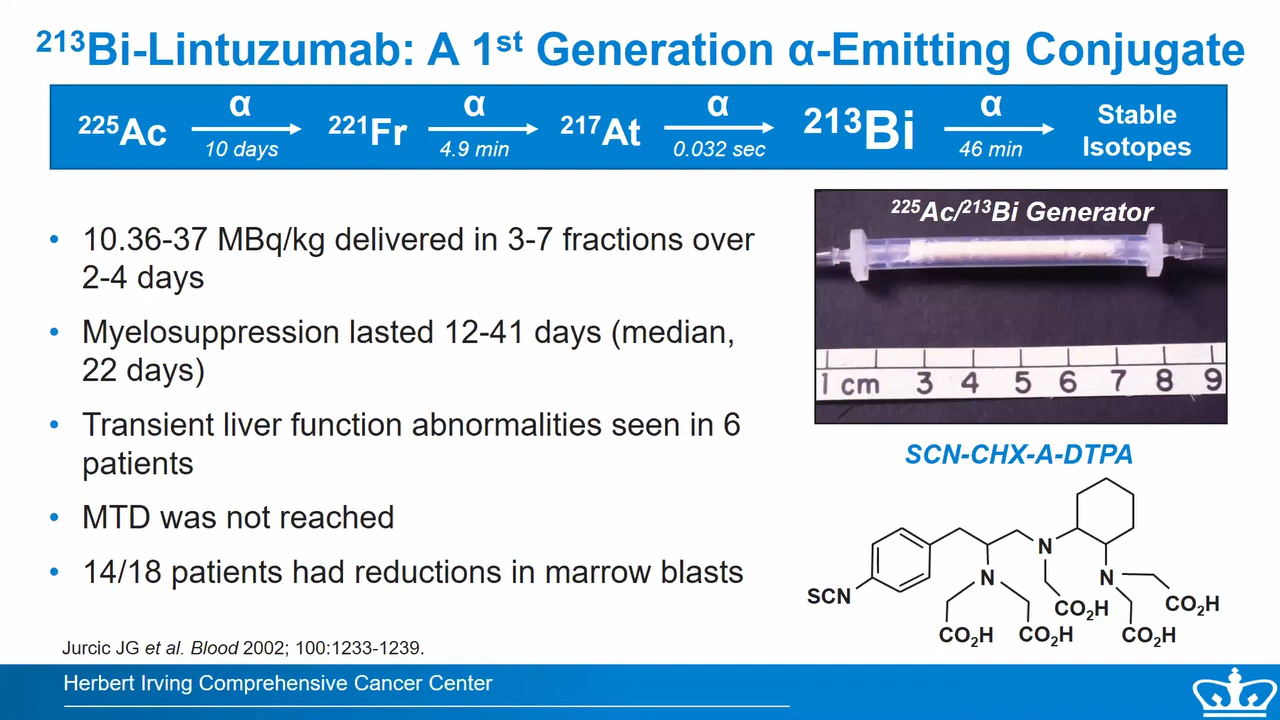 ²¹³Bi-Lintuzumab: A 1ˢᵗ Generation α-Emitting Conjugate
α α α α
²²⁵Ac ²²¹Fr ²¹⁷At ²¹³Bi Stable
Isotopes
10 days 4.9 min 0.032 sec 46 min
• 10.36-37 MBq/kg delivered in 3-7 fractions over
2-4 days
• Myelosuppression lasted 12-41 days (median,
22 days)
• Transient liver function abnormalities seen in 6
patients
• MTD was not reached
• 14/18 patients had reductions in marrow blasts
²²⁵Ac/²¹³Bi Generator
1 cm 3 4 5 6 7 8 9
SCN-CHX-A-DTPA
N
N N
SCN
CO₂H CO₂H
CO₂H CO₂H CO₂H
Jurcic JG et al. Blood 2002; 100:1233-1239.
Herbert Irving Comprehensive Cancer Center